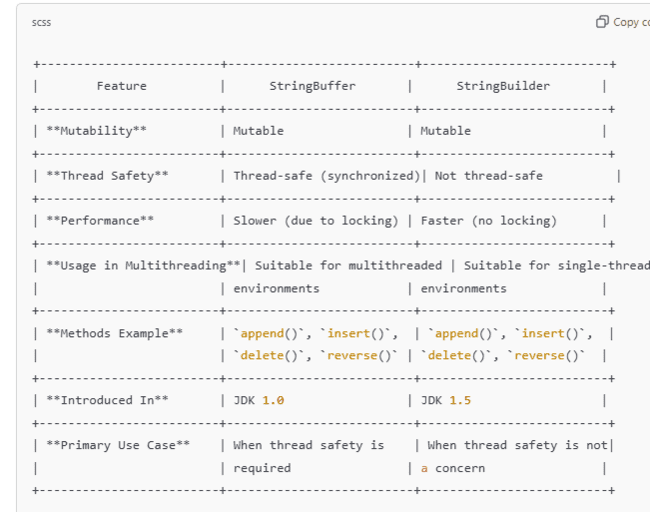 scss Copy co
+------------------------+-------------------------+-------------------------+
|        Feature         |      StringBuffer       |      StringBuilder      |
+------------------------+-------------------------+-------------------------+
| **Mutability**         | Mutable                 | Mutable                 |
+------------------------+-------------------------+-------------------------+
| **Thread Safety**      | Thread-safe (synchronized)| Not thread-safe         |
+------------------------+-------------------------+-------------------------+
| **Performance**        | Slower (due to locking) | Faster (no locking)     |
+------------------------+-------------------------+-------------------------+
| **Usage in Multithreading**| Suitable for multithreaded | Suitable for single-thread
|                        | environments            | environments            |
+------------------------+-------------------------+-------------------------+
| **Methods Example**    | `append()`, `insert()`,  | `append()`, `insert()`,  |
|                        | `delete()`, `reverse()` | `delete()`, `reverse()`  |
+------------------------+-------------------------+-------------------------+
| **Introduced In**      | JDK 1.0                 | JDK 1.5                 |
+------------------------+-------------------------+-------------------------+
| **Primary Use Case**   | When thread safety is    | When thread safety is not|
|                        | required                | a concern               |
+------------------------+-------------------------+-------------------------+